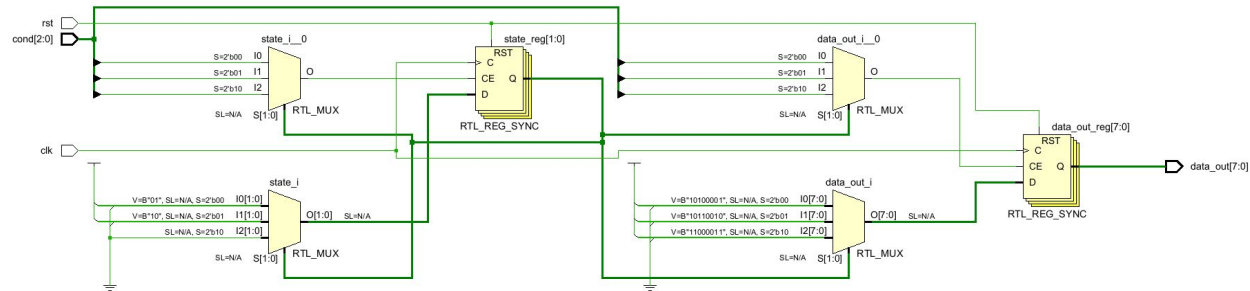 rst
cond[2:0]
clk
state_i__0
S=2'b00 I0
S=2'b01 I1 O
S=2'b10 I2
RTL_MUX
SL=N/A S[1:0]
state_reg[1:0]
RST
C
CE Q
D
RTL_REG_SYNC
data_out_i__0
S=2'b00 I0
S=2'b01 I1 O
S=2'b10 I2
RTL_MUX
SL=N/A S[1:0]
data_out_reg[7:0]
RST
C
CE Q
D
RTL_REG_SYNC
data_out[7:0]
state_i
V=B"01", SL=N/A, S=2'b00 I0[1:0]
V=B"10", SL=N/A, S=2'b01 I1[1:0] O[1:0] SL=N/A
SL=N/A, S=2'b10 I2[1:0]
RTL_MUX
SL=N/A S[1:0]
data_out_i
V=B"10100001", SL=N/A, S=2'b00 I0[7:0]
V=B"10110010", SL=N/A, S=2'b01 I1[7:0] O[7:0] SL=N/A
V=B"11000011", SL=N/A, S=2'b10 I2[7:0]
RTL_MUX
SL=N/A S[1:0]